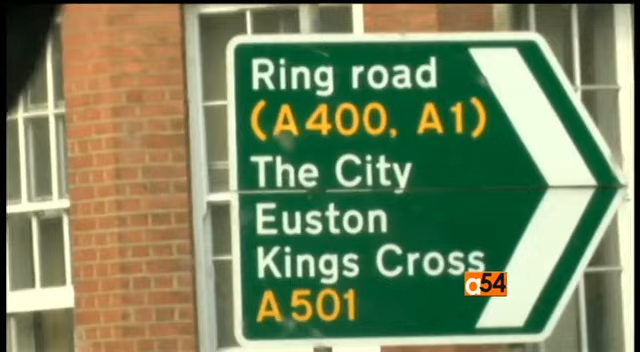 Ring road
(A400, A1)
The City
Euston
Kings Cross
A501
a54